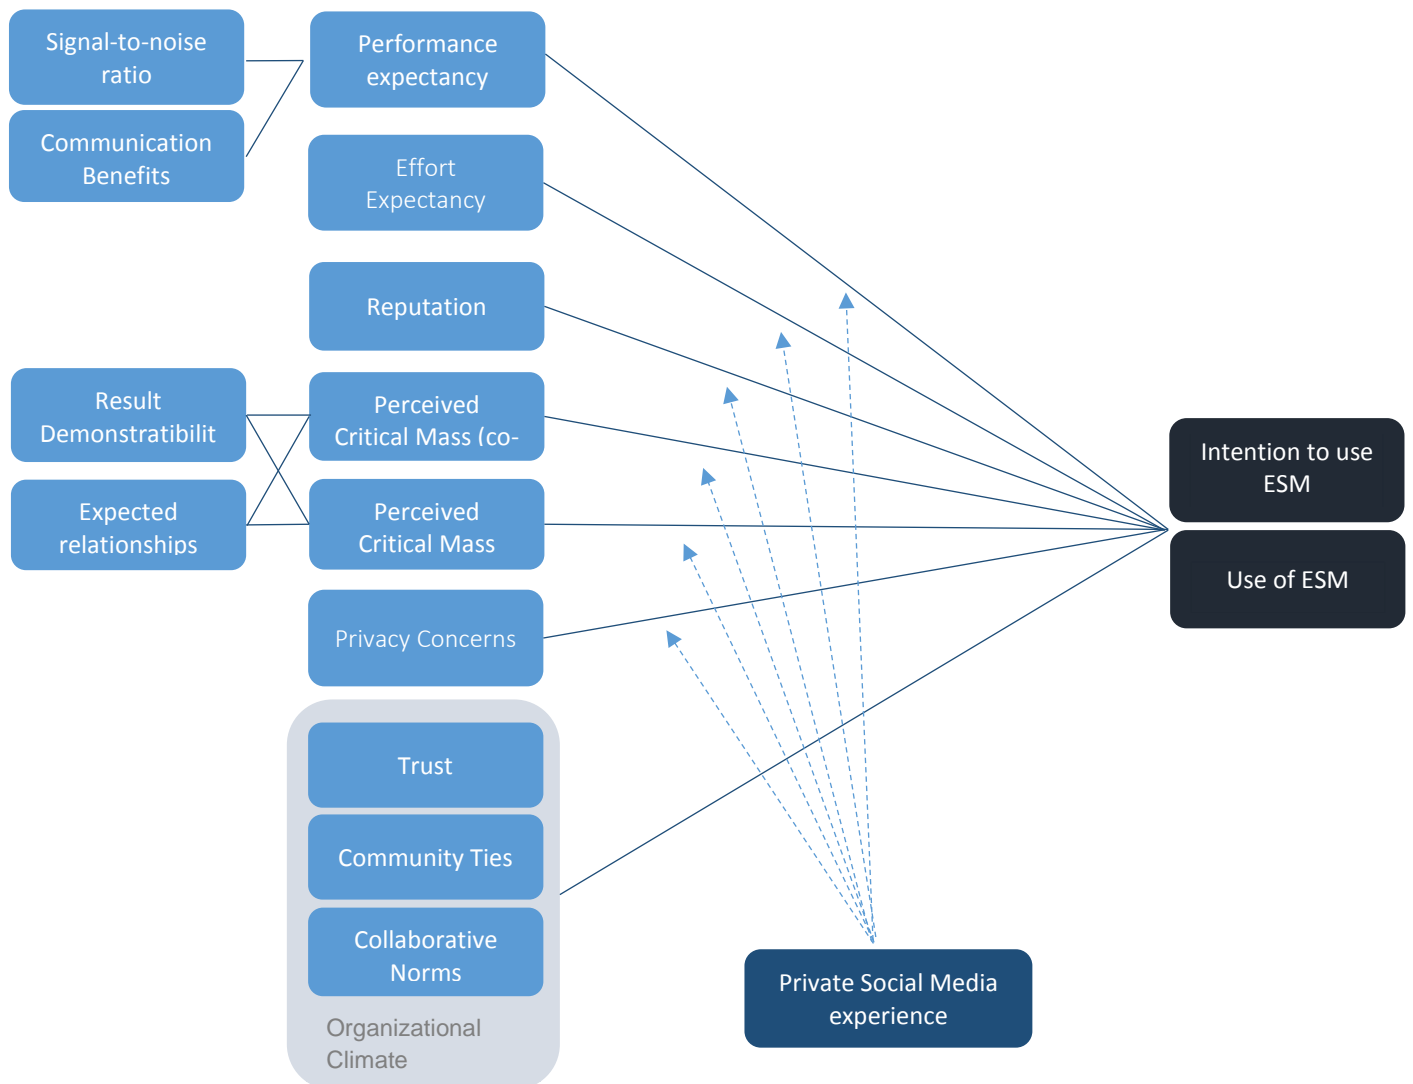 Signal-to-noise
ratio
Communication
Benefits
Performance
expectancy
Effort
Expectancy
Reputation
Result
Demonstratibilit
Expected
relationships
Perceived
Critical Mass (co-
Perceived
Critical Mass
Privacy Concerns
Trust
Community Ties
Collaborative
Norms
Organizational
Climate
Private Social Media
experience
Intention to use
ESM
Use of ESM